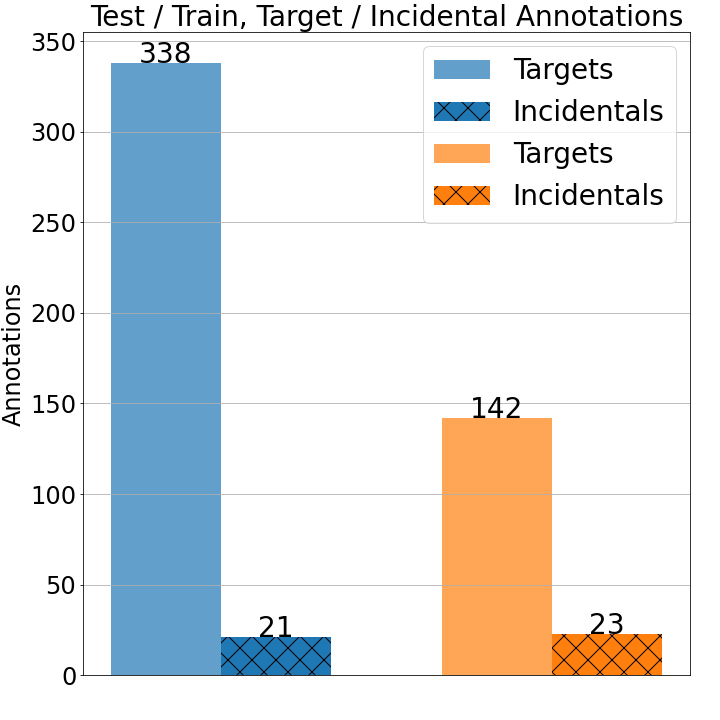 Test / Train, Target / Incidental Annotations
350
300
250
200
150
100
50
0
Annotations
338
21
142
23
Targets
Incidentals
Targets
Incidentals